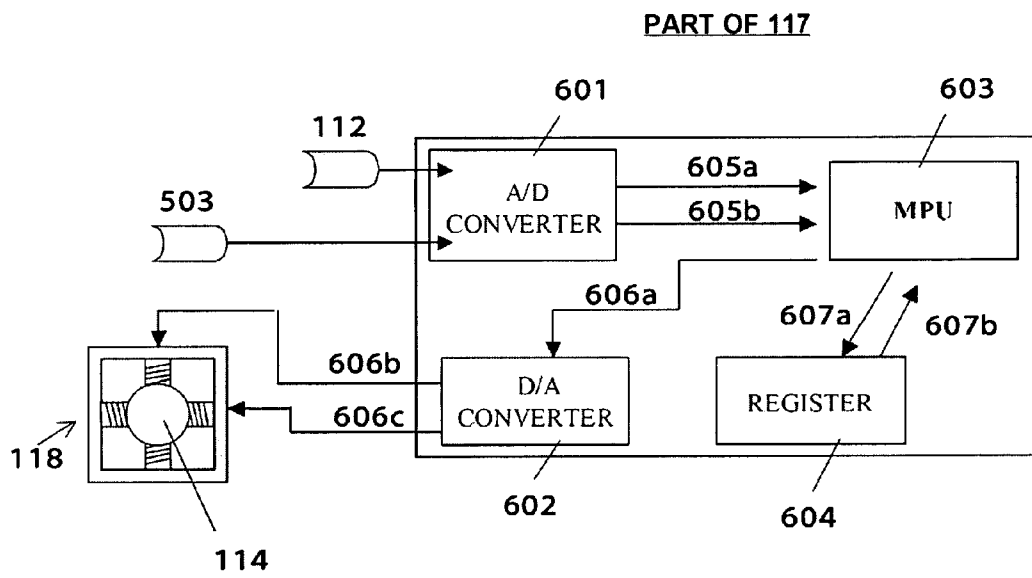 PART OF 117
601
603
112
503
A/D
CONVERTER
605a
605b
MPU
606a
607a
607b
606b
606c
D/A
CONVERTER
REGISTER
118
114
602
604